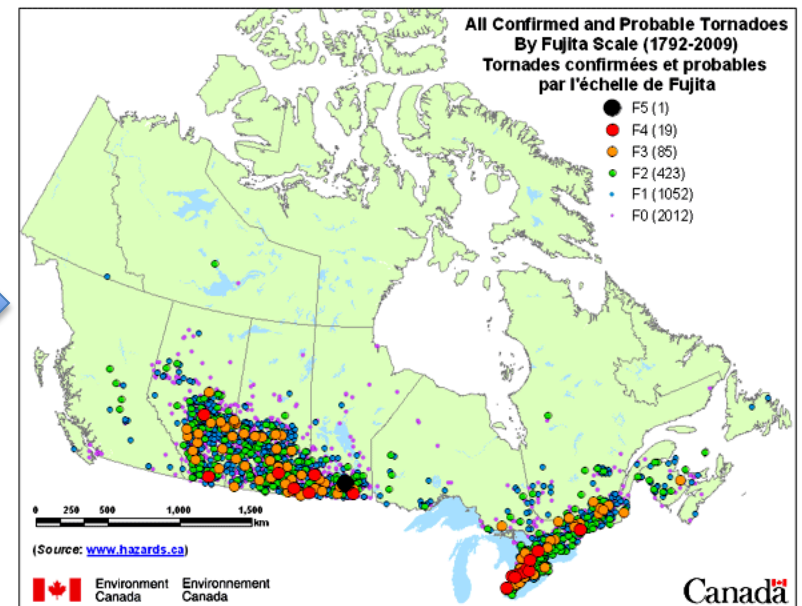 All Confirmed and Probable Tornadoes
By Fujita Scale (1792-2009)
Tornades confirmées et probables
par l'échelle de Fujita
F5 (1)
F4 (19)
F3 (85)
F2 (423)
F1 (1052)
F0 (2012)
0 250 500 1,000 1,500
km
(Source: www.hazards.ca)
Environment Environnement
Canada Canada
Canada